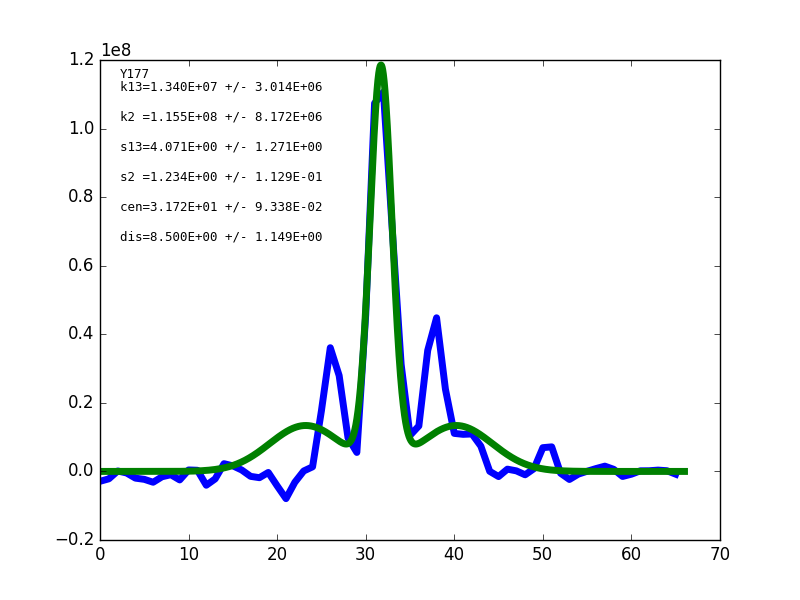 1e8
Y177
k13=1.340E+07 +/- 3.014E+06
k2 =1.155E+08 +/- 8.172E+06
s13=4.071E+00 +/- 1.271E+00
s2 =1.234E+00 +/- 1.129E-01
cen=3.172E+01 +/- 9.338E-02
dis=8.500E+00 +/- 1.149E+00
1.2
1.0
0.8
0.6
0.4
0.2
0.0
−0.2
0 10 20 30 40 50 60 70